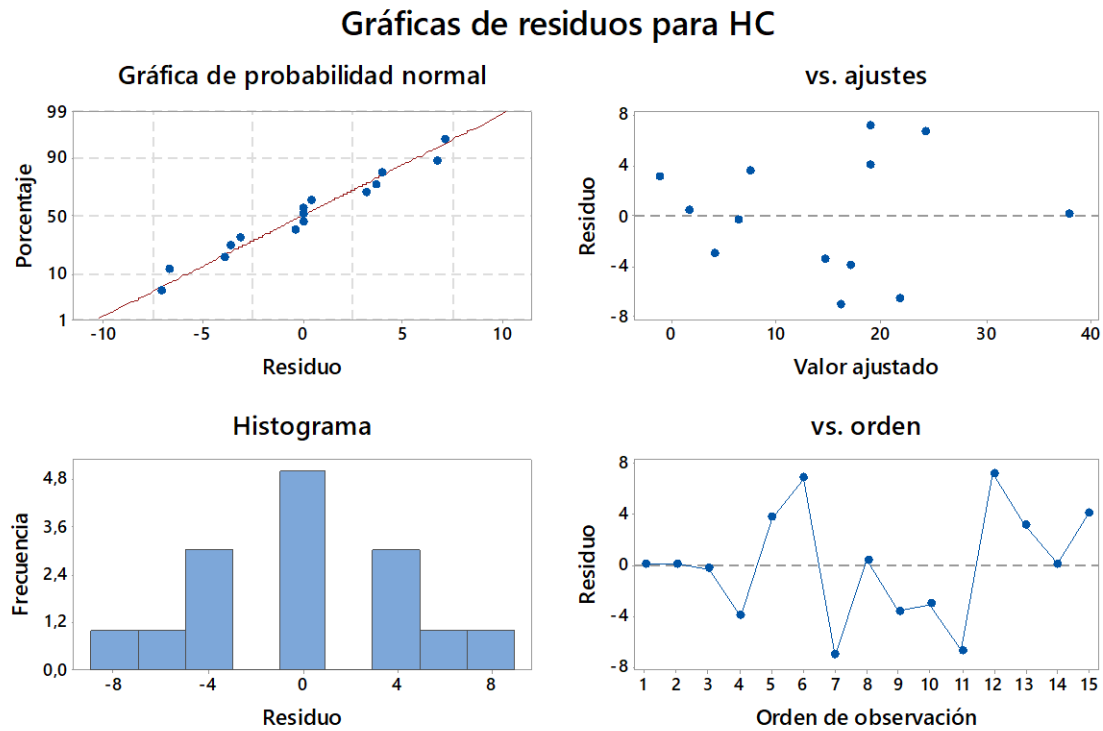 Gráficas de residuos para HC
Gráfica de probabilidad normal
99
90
50
10
1
Porcentaje
-10 -5 0 5 10
Residuo
vs. ajustes
8
4
0
-4
-8
Residuo
0 10 20 30 40
Valor ajustado
Histograma
4,8
3,6
2,4
1,2
0,0
Frecuencia
-8 -4 0 4 8
Residuo
vs. orden
8
4
0
-4
-8
Residuo
1 2 3 4 5 6 7 8 9 10 11 12 13 14 15
Orden de observación